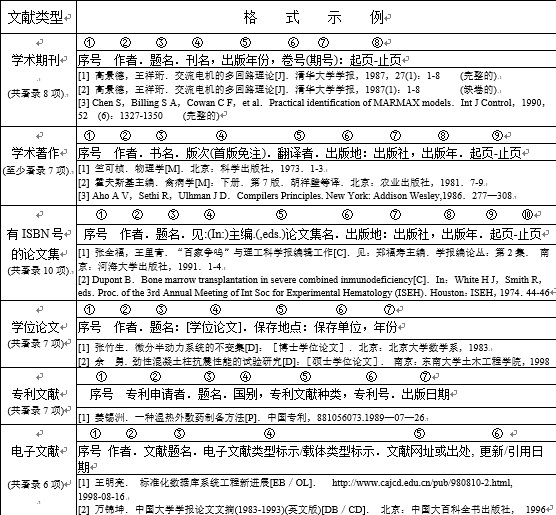 文献类型 格 式 示 例
① ② ③ ④ ⑤ ⑥ ⑦ ⑧
学术期刊 序号 作者．题名．刊名，出版年份，卷号(期号)：起页-止页
(共著录 8 项) [1] 高景德，王祥珩．交流电机的多回路理论[J]．清华大学学报，1987，27(1)：1-8 (完整的)
[2] 高景德，王祥珩．交流电机的多回路理论[J]．清华大学学报，1987(1)：1-8 (缺卷的)
[3] Chen S，Billing S A，Cowan C F，et al．Practical identification of MARMAX models．Int J Control，1990，
52 (6)：1327-1350 (完整的)
① ② ③ ④ ⑤ ⑥ ⑦ ⑧ ⑨
学术著作 序号 作者．书名．版次(首版免注)．翻译者．出版地：出版社，出版年．起页-止页
(至少著录 7 项) [1] 竺可桢．物理学[M]．北京：科学出版社，1973．1-3
[2] 霍夫斯基主编．禽病学[M]：下册．第 7 版．胡祥璧等译．北京：农业出版社，1981．7-9
[3] Aho A V，Sethi R，Ulhman J D．Compilers Principles. New York: Addison Wesley,1986．277—308
① ② ③ ④ ⑤ ⑥ ⑦ ⑧ ⑨ ⑩
有 ISBN 号的论文集 序号 作者．题名．见:(In:)主编.(,eds.)论文集名．出版地：出版社，出版年．起页-止页
(共著录 10 项) [1] 张全福，王里青．“百家争鸣”与理工科学报编辑工作[C]．见：郑福寿主编．学报编论丛：第 2 集．南
京：河海大学出版社，1991．1-4
[2] Dupont B．Bone marrow transplantation in severe combined inmunodeficiency[C]．In：White H J，Smith R，
eds．Proc. of the 3rd Annual Meeting of Int Soc for Experimental Hematology (ISEH)．Houston: ISEH，1974．44-46
① ② ③ ④ ⑤ ⑥ ⑦
学位论文 序号 作者．题名：[学位论文]．保存地点：保存单位，年份
(共著录 7 项) [1] 张竹生．微分半动力系统的不变集[D]：［博士学位论文］．北京：北京大学数学系，1983
[2] 余 勇．劲性混凝土柱抗震性能的试验研究[D]：［硕士学位论文］．南京：东南大学土木工程学院，1998
① ② ③ ④ ⑤ ⑥ ⑦
专利文献 序号 专利申请者．题名．国别，专利文献种类，专利号．出版日期
(共著录 7 项) [1] 姜锡洲．一种温热外敷药制备方法[P]．中国专利，881056073.1989—07—26
① ② ③ ④ ⑤ ⑥
电子文献 序号 作者．文献题名．电子文献类型标示/载体类型标示．文献网址或出处，更新/引用日
期
(共著录 6 项) [1] 王明亮． 标准化数据库系统工程新进展[EB／OL]． http://www.cajcd.edu.cn/pub/980810-2.html,
1998-08-16
[2] 万锦坤．中国大学学报论文文摘(1983-1993)(英文版)[DB／CD]． 北京：中国大百科全书出版社， 1996